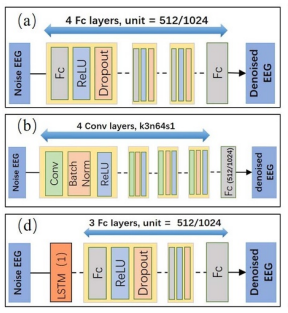 (a)
4 Fc layers, unit = 512/1024
Noise EEG
Fc
ReLU
Dropout
Fc
Denoised
EEG
(b)
4 Conv layers, k3n64s1
Noise EEG
Conv
Batch
Norm
ReLU
Fc (512/1024)
denoised
EEG
(d)
3 Fc layers, unit = 512/1024
Noise EEG
LSTM (1)
Fc
ReLU
Dropout
Fc
Denoised
EEG